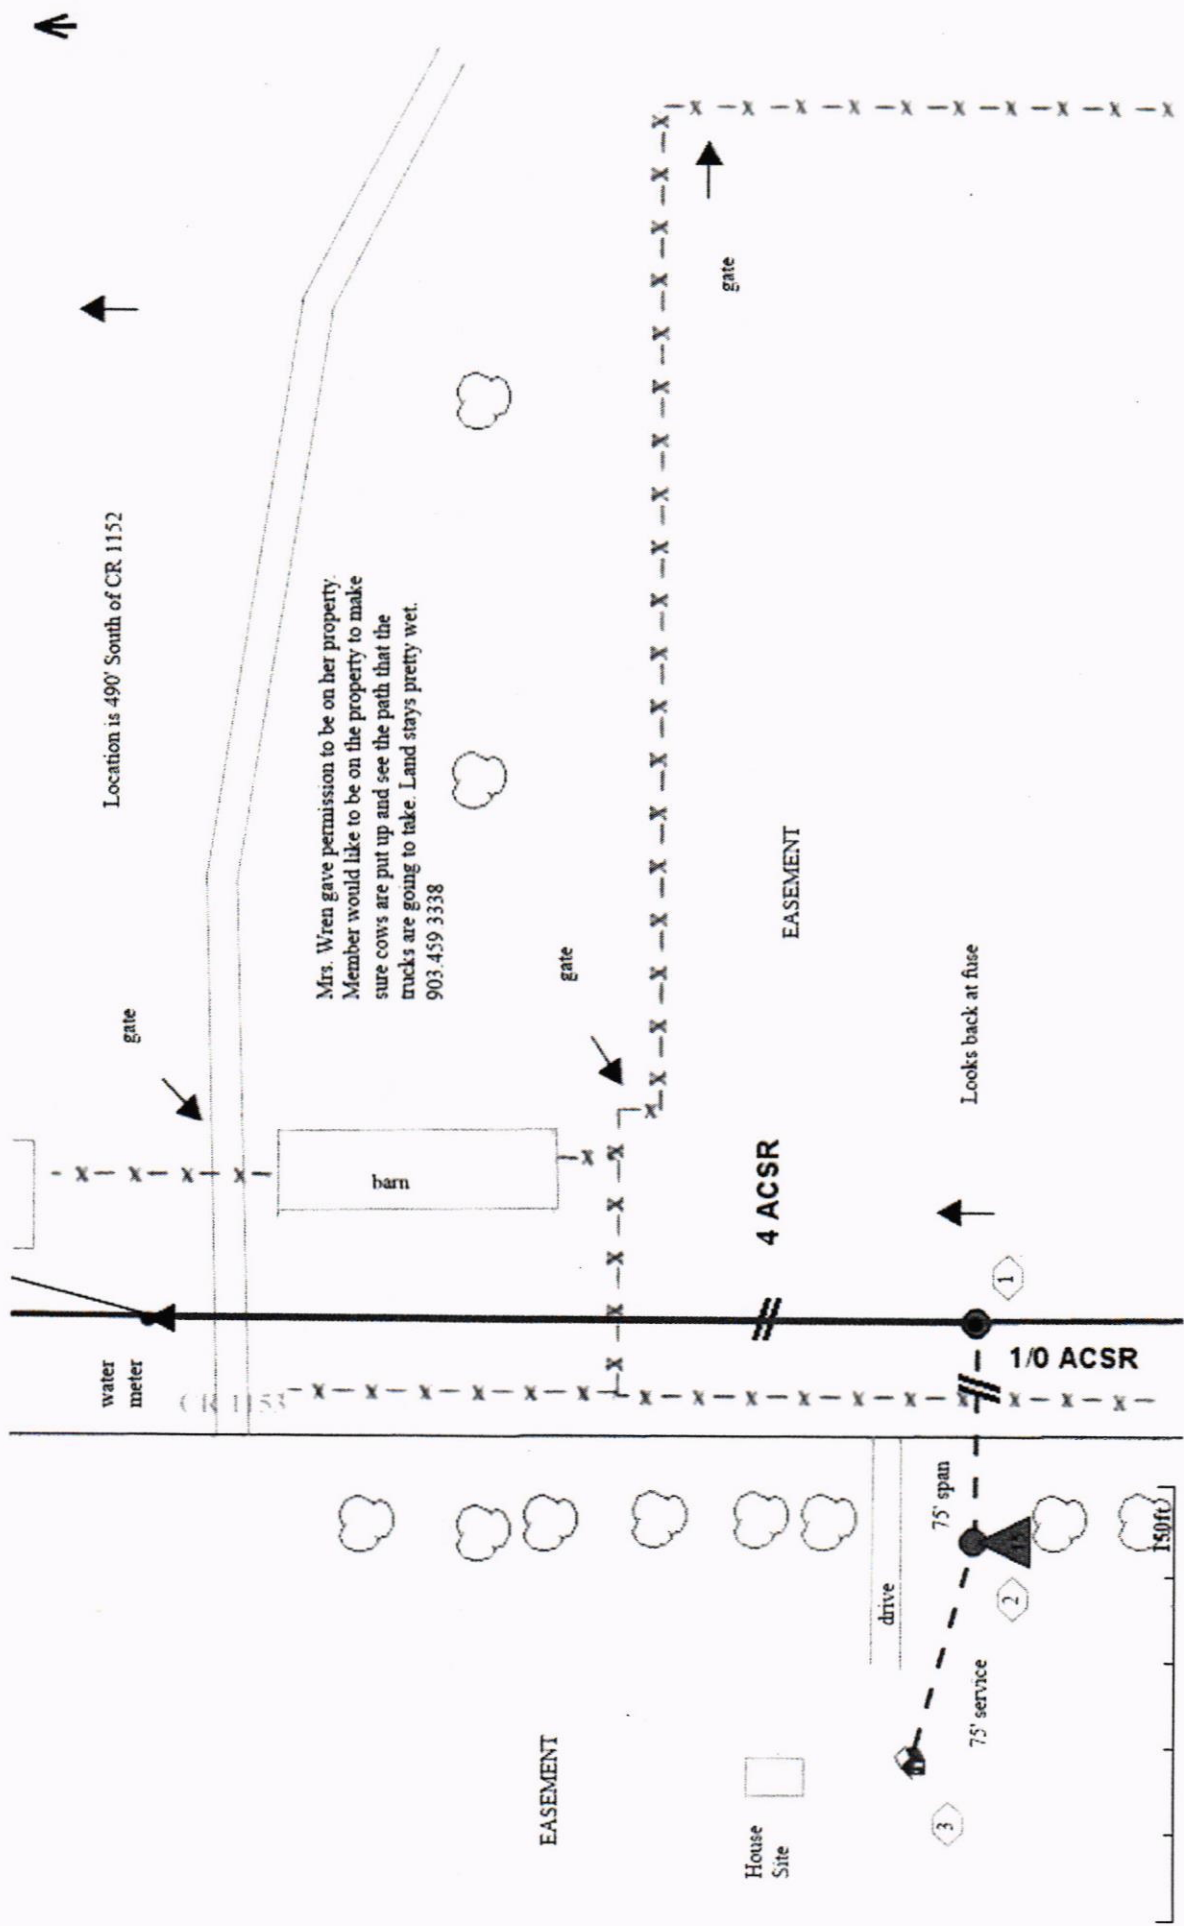 Location is 490' South of CR 1152
gate
water
meter
CR 1153
Mrs. Wren gave permission to be on her property.
Member would like to be on the property to make
sure cows are put up and see the path that the
trucks are going to take. Land stays pretty wet.
903.459.3338
barn
gate
gate
EASEMENT
4 ACSR
Looks back at fuse
1
1/0 ACSR
75' span
drive
2
150ft
75' service
EASEMENT
House
Site
3
X X X X X X X X X X X X X X X X X X X X X X X X X X X X X X